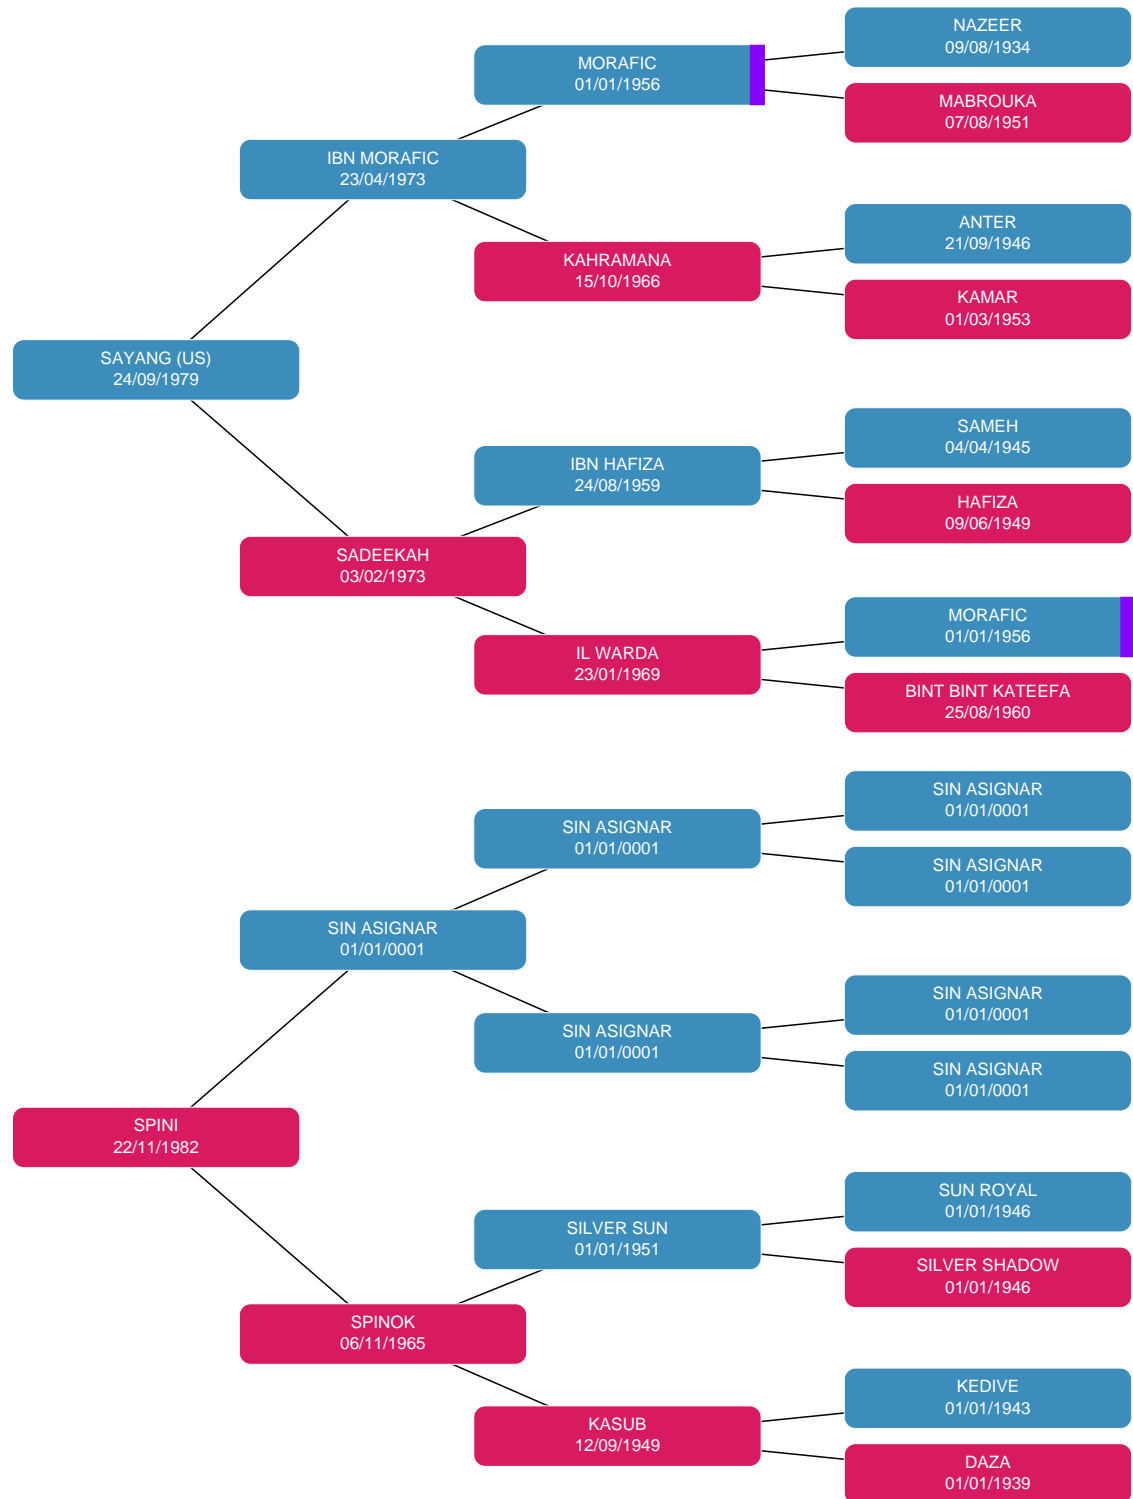 NAZEER
09/08/1934
MORAFIC
01/01/1956
MABROUKA
07/08/1951
IBN MORAFIC
23/04/1973
ANTER
21/09/1946
KAHRAMANA
15/10/1966
KAMAR
01/03/1953
SAYANG (US)
24/09/1979
SAMEH
04/04/1945
IBN HAFIZA
24/08/1959
HAFIZA
09/06/1949
SADEEKAH
03/02/1973
MORAFIC
01/01/1956
IL WARDA
23/01/1969
BINT BINT KATEEFA
25/08/1960
SIN ASIGNAR
01/01/0001
SIN ASIGNAR
01/01/0001
SIN ASIGNAR
01/01/0001
SIN ASIGNAR
01/01/0001
SIN ASIGNAR
01/01/0001
SIN ASIGNAR
01/01/0001
SIN ASIGNAR
01/01/0001
SPINI
22/11/1982
SUN ROYAL
01/01/1946
SILVER SUN
01/01/1951
SILVER SHADOW
01/01/1946
SPINOK
06/11/1965
KEDIVE
01/01/1943
KASUB
12/09/1949
DAZA
01/01/1939